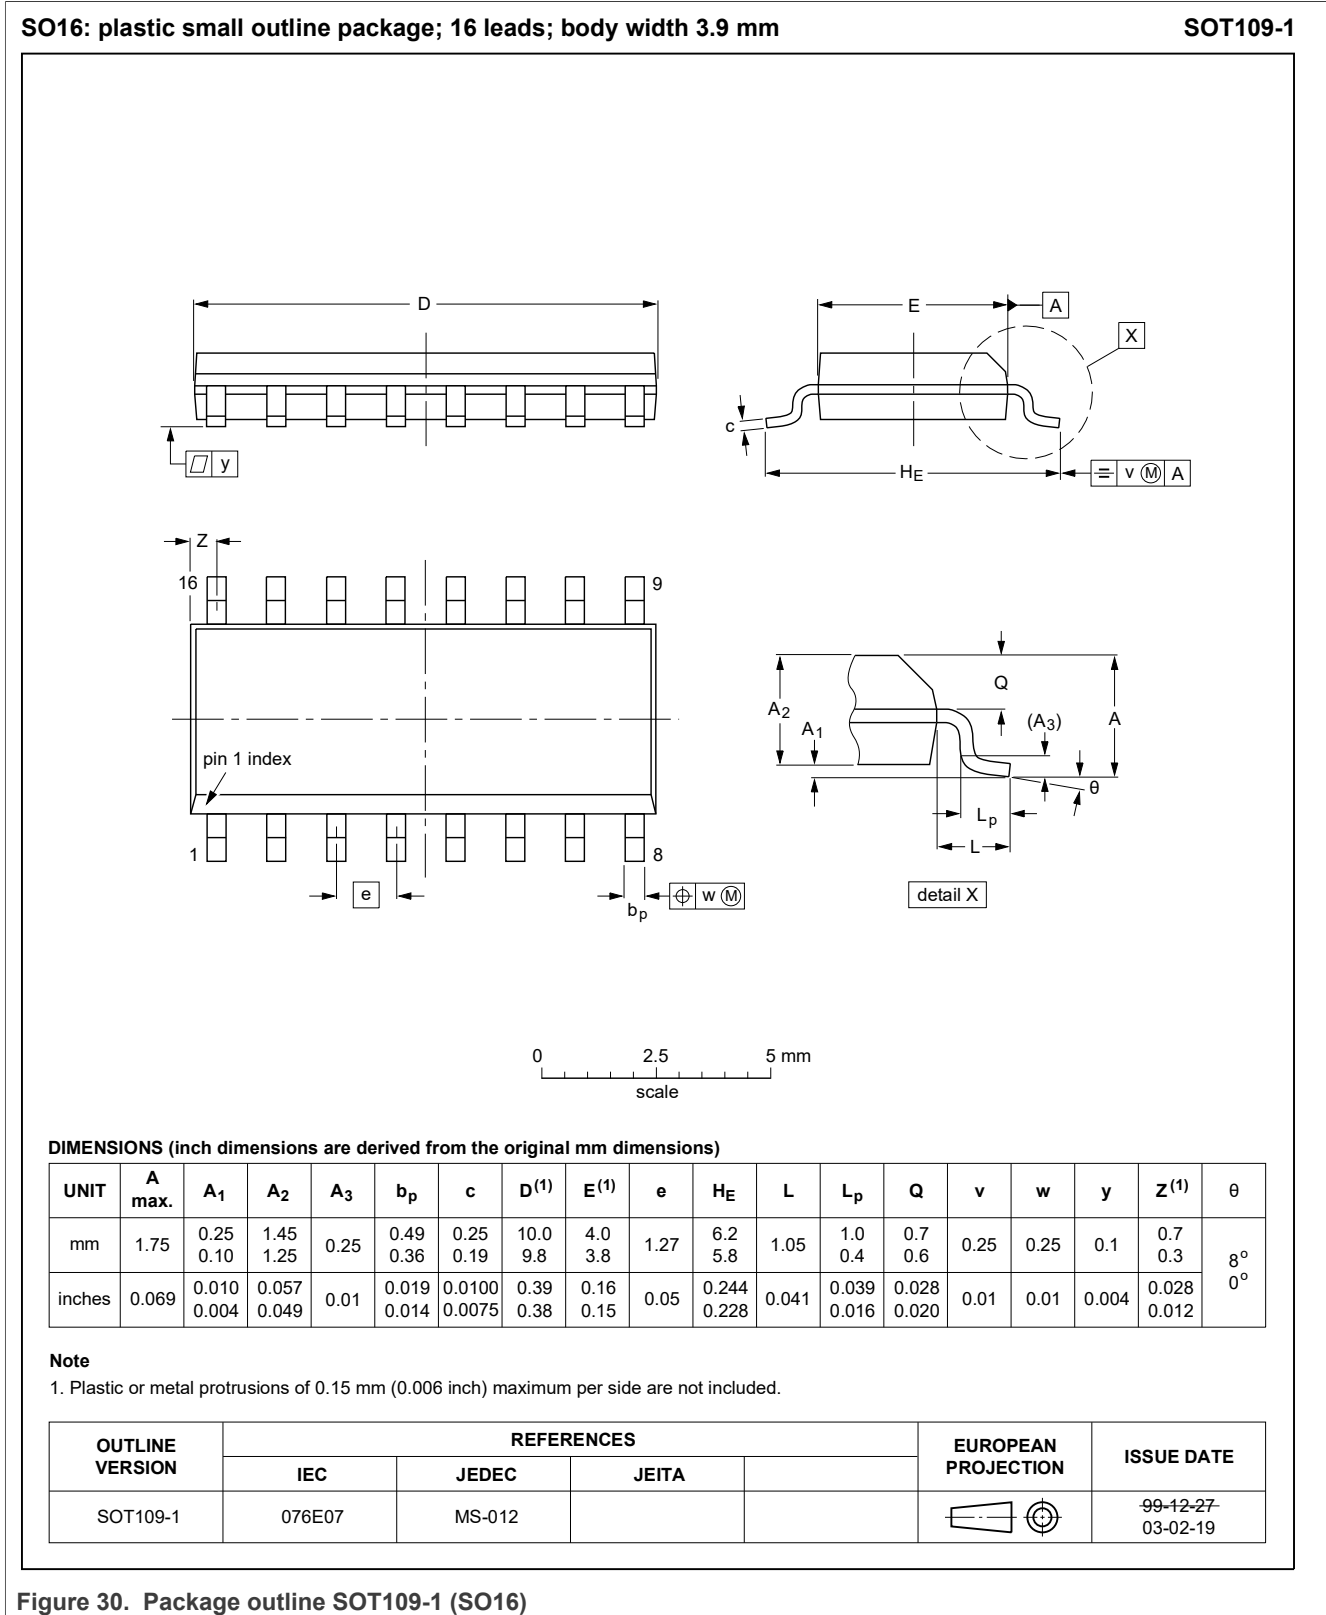 SO16: plastic small outline package; 16 leads; body width 3.9 mm SOT109-1
D
E A
X
c
y
HE
v M A
Z
16 9
pin 1 index
1 8
e
bp
w M
A2
A1
Q
(A3)
A
θ
Lp
L
detail X
0 2.5 5 mm
scale
DIMENSIONS (inch dimensions are derived from the original mm dimensions)
UNIT A max. A1 A2 A3 bp c D(1) E(1) e HE L Lp Q v w y Z(1) θ
mm 1.75 0.25 0.10 1.45 1.25 0.25 0.49 0.36 0.25 0.19 10.0 9.8 4.0 3.8 1.27 6.2 5.8 1.05 1.0 0.4 0.7 0.6 0.25 0.25 0.1 0.7 0.3 8° 0°
inches 0.069 0.010 0.004 0.057 0.049 0.01 0.019 0.014 0.0100 0.0075 0.39 0.38 0.16 0.15 0.05 0.244 0.228 0.041 0.039 0.016 0.028 0.020 0.01 0.01 0.004 0.028 0.012
Note
1. Plastic or metal protrusions of 0.15 mm (0.006 inch) maximum per side are not included.
OUTLINE VERSION REFERENCES EUROPEAN PROJECTION ISSUE DATE
IEC JEDEC JEITA
SOT109-1 076E07 MS-012 99-12-27
03-02-19
Figure 30. Package outline SOT109-1 (SO16)